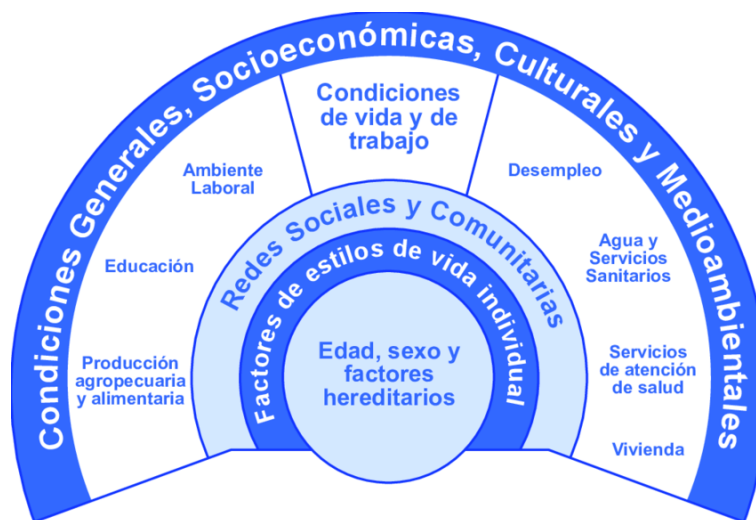 Condiciones Generales, Socioeconómicas, Culturales y Medioambientales
Condiciones
de vida y de
trabajo
Ambiente
Laboral
Desempleo
Redes Sociales y Comunitarias
Educación
Agua y
Servicios
Sanitarios
Factores de estilos de vida individual
Edad, sexo y
factores
hereditarios
Producción
agropecuaria
y alimentaria
Servicios
de atención
de salud
Vivienda